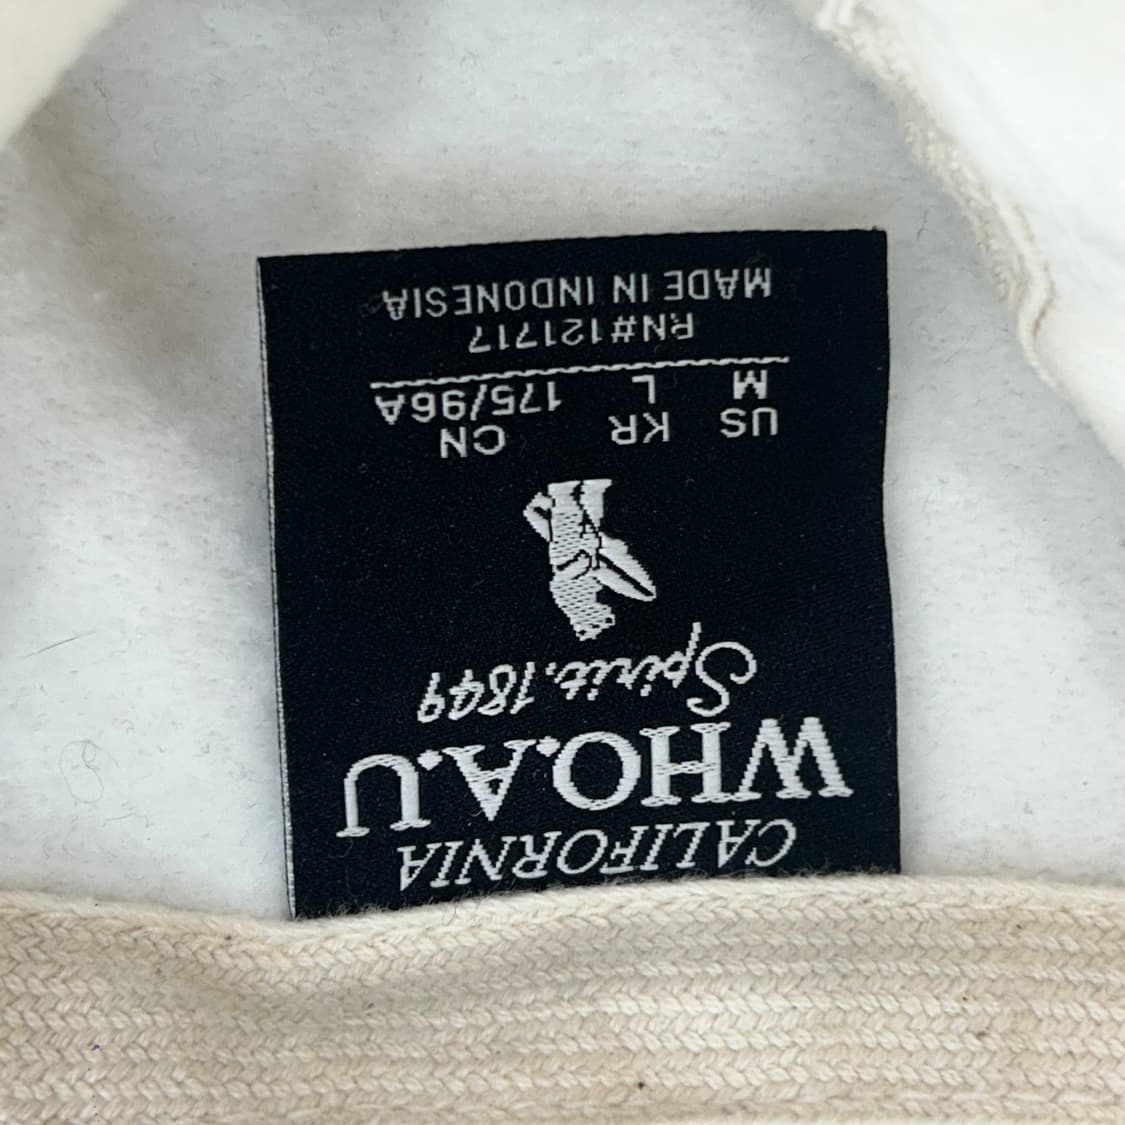 CALIFORNIA
WHO.A.U
Spirit.1849
US KR CN
M L 175/96A
RN#121717
MADE IN INDONESIA